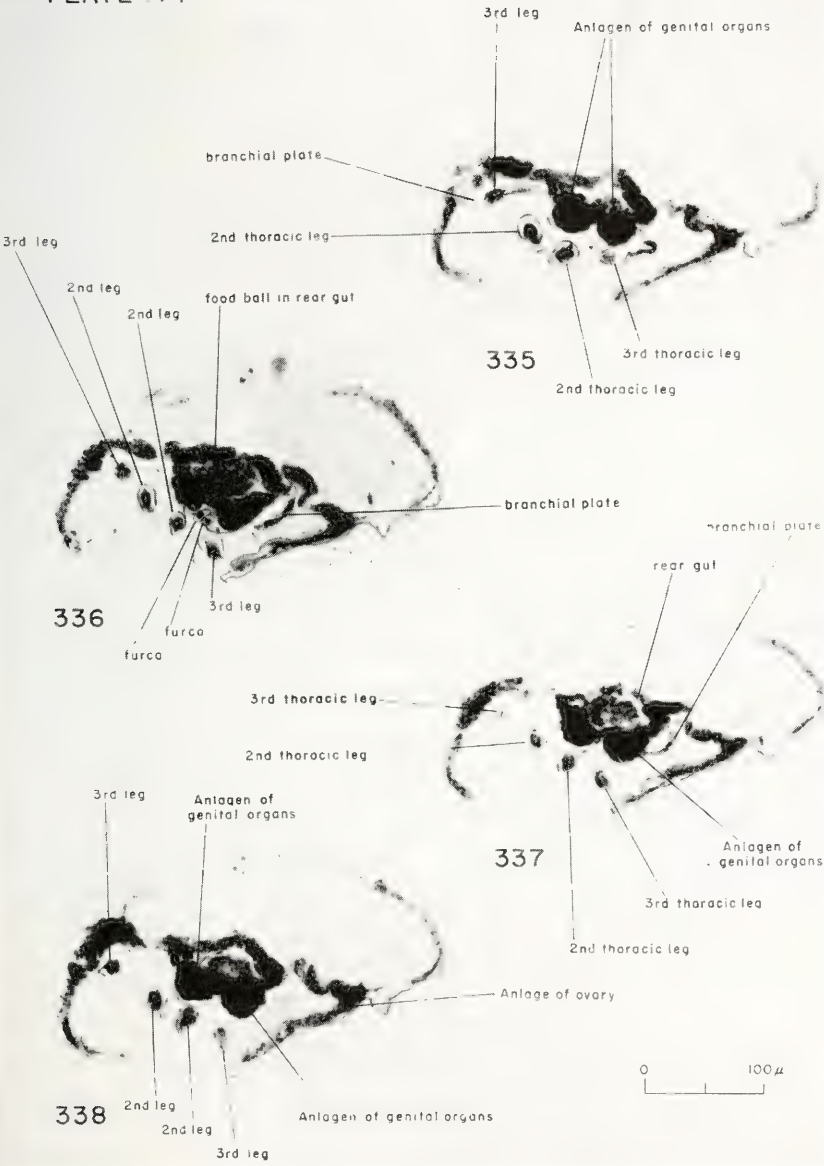 3rd leg
Anlagen of genital organs
branchial plate
2nd thoracic leg
335
3rd thoracic leg
2nd thoracic leg
3rd leg
2nd leg
2nd leg
food ball in rear gut
branchial plate
336
3rd leg
furca
furca
branchial plate
rear gut
3rd thoracic leg
2nd thoracic leg
337
Anlagen of
genital organs
3rd thoracic leg
2nd thoracic leg
3rd leg
Anlagen of
genital organs
Anlage of ovary
338
2nd leg
2nd leg
3rd leg
Anlagen of genital organs
0 100 μ